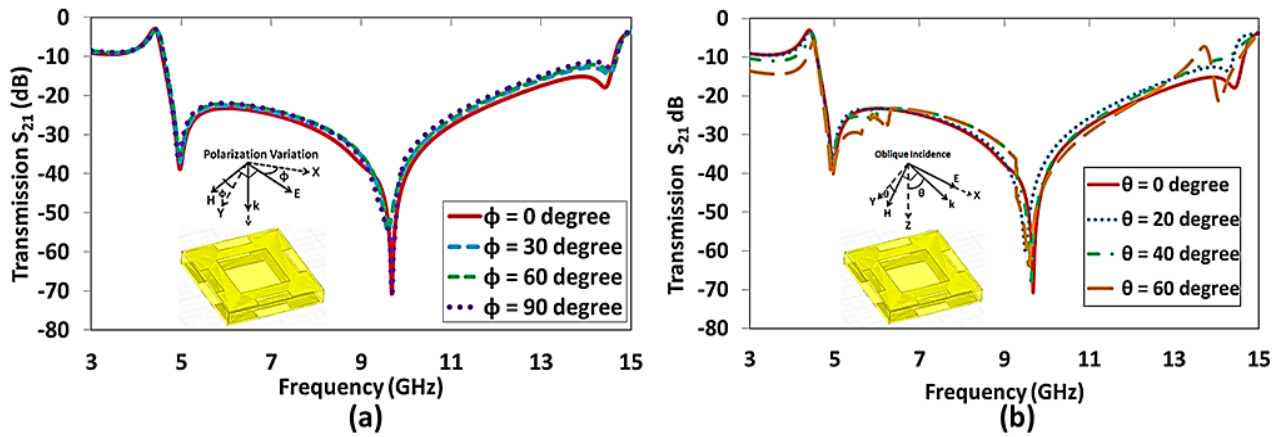 0
-10
-20
-30
-40
-50
-60
-70
-80
Transmission S21 (dB)
Polarization Variation
X
ϕ
ϕ
E
H
Y
k
ϕ = 0 degree
ϕ = 30 degree
ϕ = 60 degree
ϕ = 90 degree
3 5 7 9 11 13 15
Frequency (GHz)
(a)
0
-10
-20
-30
-40
-50
-60
-70
-80
Transmission S21 dB
Oblique Incidence
E
θ
θ
X
Y
H
k
Z
θ = 0 degree
θ = 20 degree
θ = 40 degree
θ = 60 degree
3 5 7 9 11 13 15
Frequency (GHz)
(b)